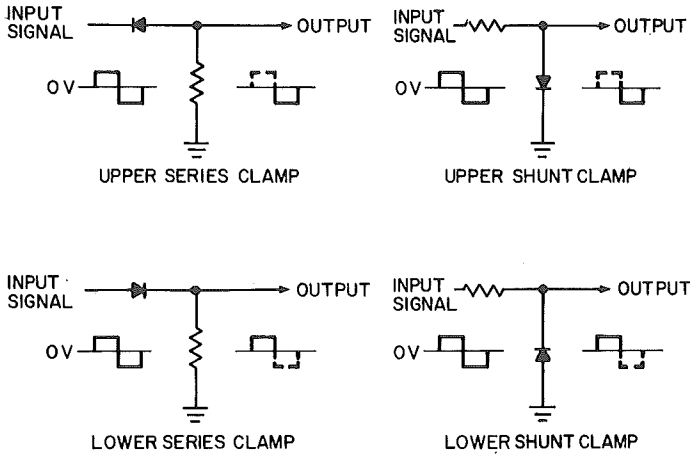 INPUT
SIGNAL
OUTPUT
0V
UPPER SERIES CLAMP
INPUT
SIGNAL
OUTPUT
0V
UPPER SHUNT CLAMP
INPUT
SIGNAL
OUTPUT
0V
LOWER SERIES CLAMP
INPUT
SIGNAL
OUTPUT
0V
LOWER SHUNT CLAMP